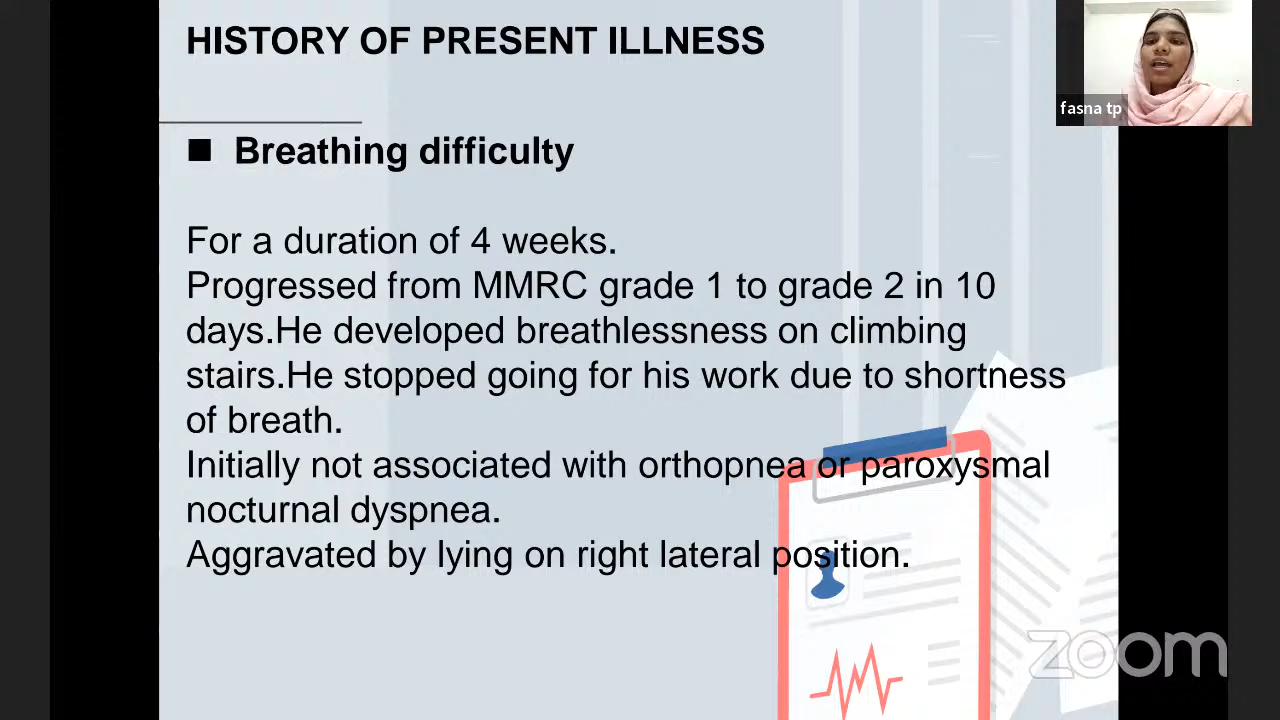 HISTORY OF PRESENT ILLNESS
fasna tp
■ Breathing difficulty
For a duration of 4 weeks.
Progressed from MMRC grade 1 to grade 2 in 10
days.He developed breathlessness on climbing
stairs.He stopped going for his work due to shortness
of breath.
Initially not associated with orthopnea or paroxysmal
nocturnal dyspnea.
Aggravated by lying on right lateral position.
zoom